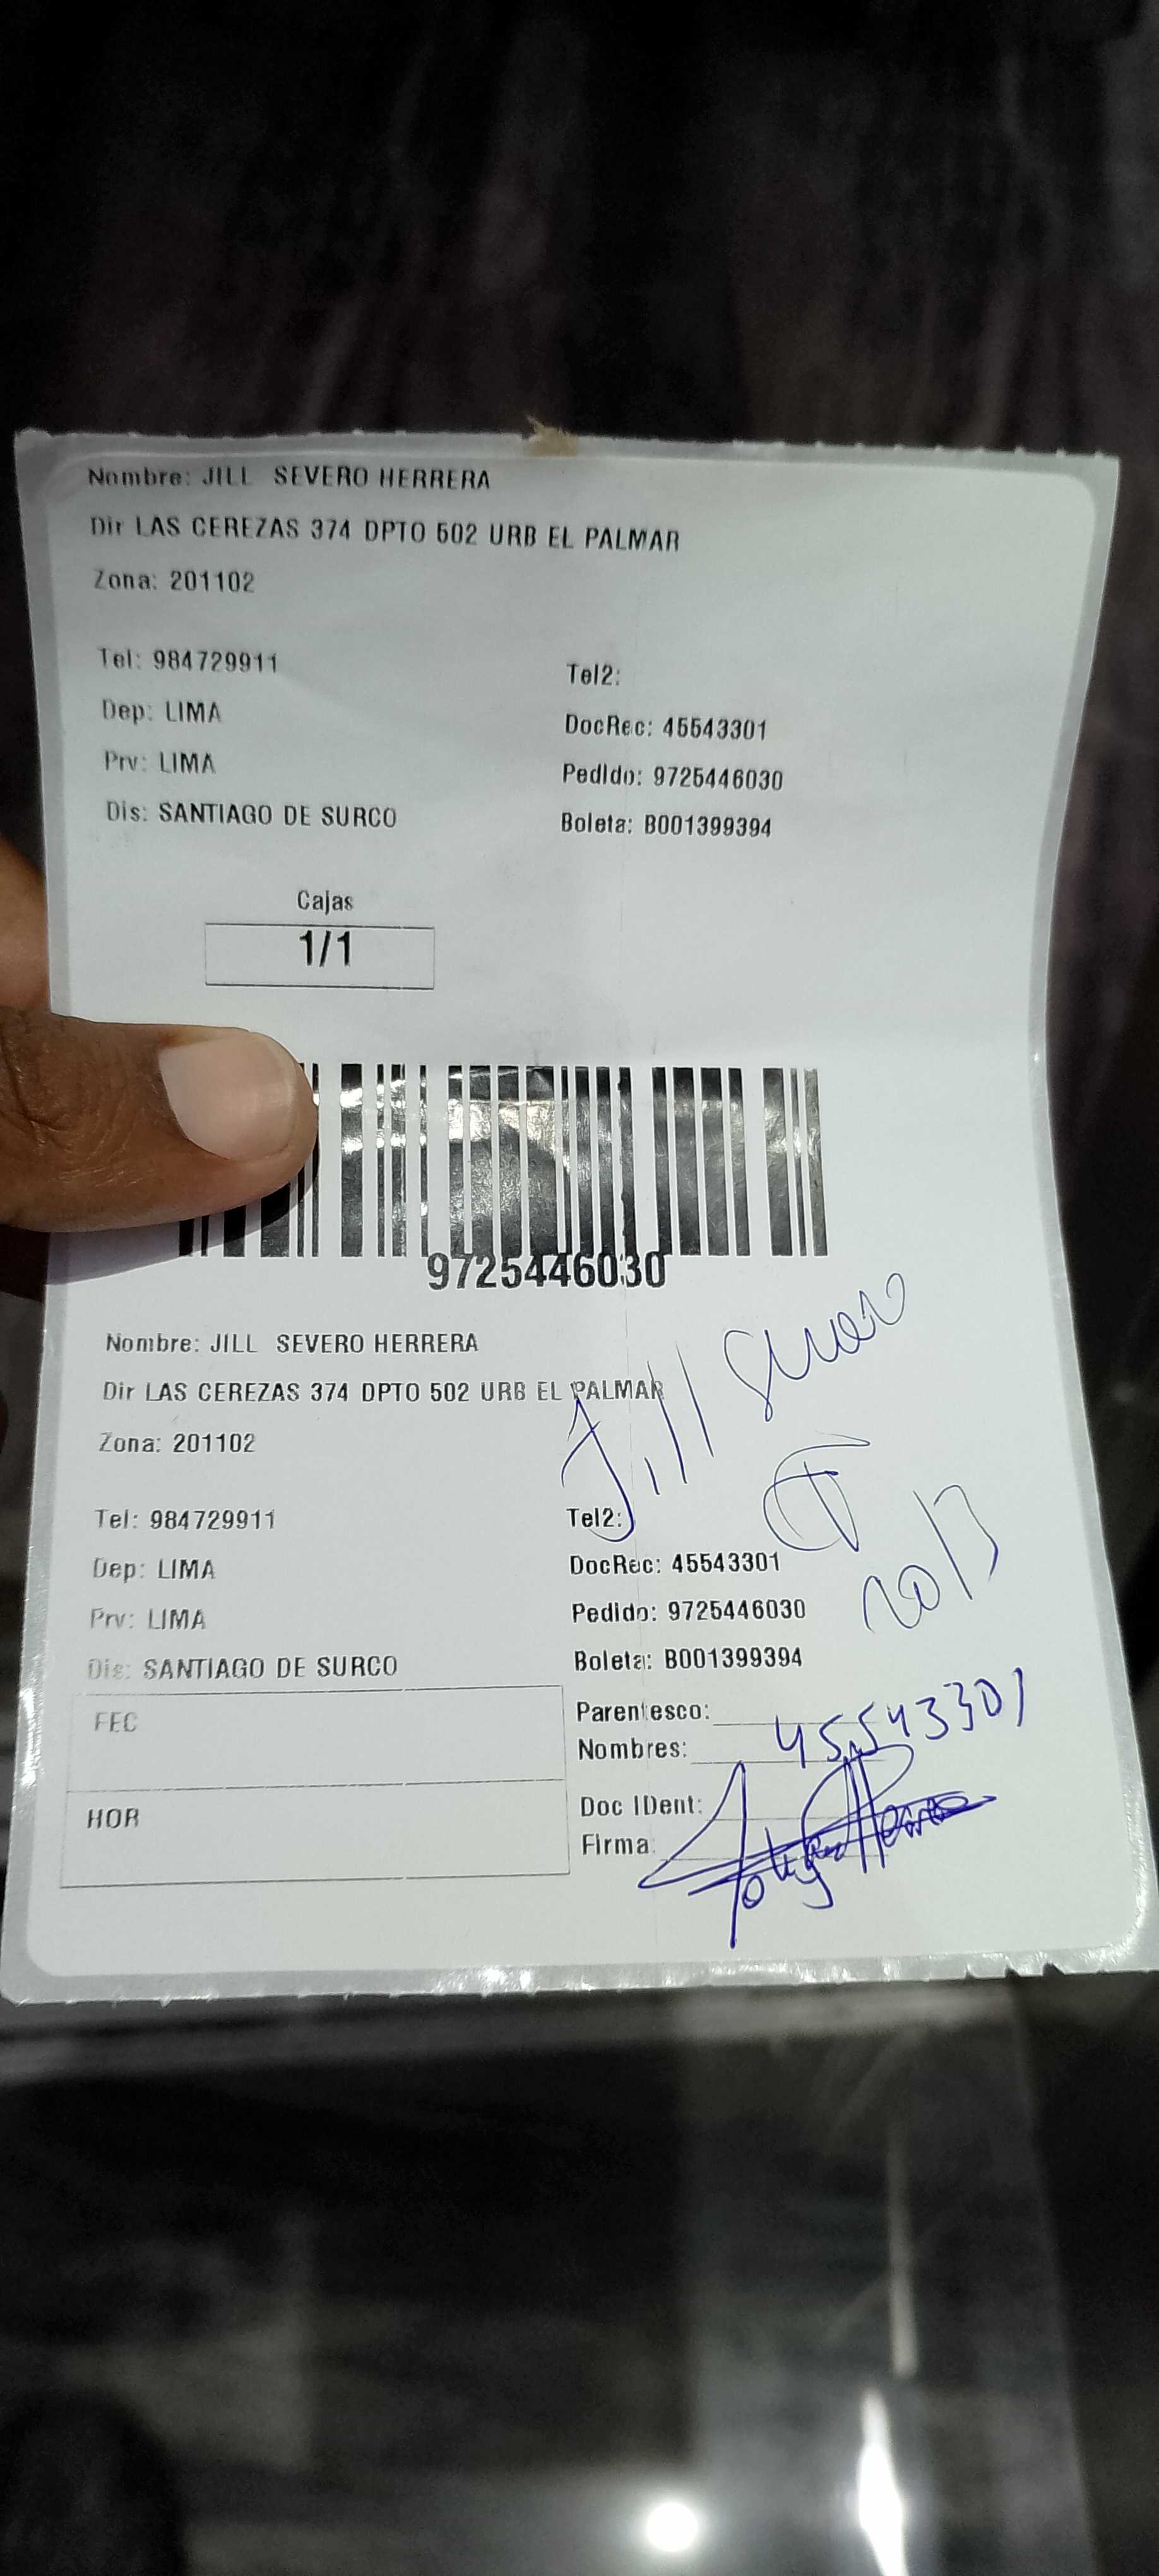 Nombre: JILL SEVERO HERRERA
Dir LAS CEREZAS 374 DPTO 502 URB EL PALMAR
Zona: 201102
Tel: 984729911
Tel2:
Dep: LIMA
DocRec: 45543301
Prv: LIMA
Pedido: 9725446030
Dis: SANTIAGO DE SURCO
Boleta: B001399394
Cajas
1/1
9725446030
Nombre: JILL SEVERO HERRERA
Dir LAS CEREZAS 374 DPTO 502 URB EL PALMAR
Jill Severo
Zona: 201102
Tel: 984729911
Tel2:
Dep: LIMA
DocRec: 45543301
Prv: LIMA
Pedido: 9725446030
Dis: SANTIAGO DE SURCO
Boleta: B001399394
FEC
Parentesco:
Nombres:
45543301
HOR
Doc IDent:
Firma: